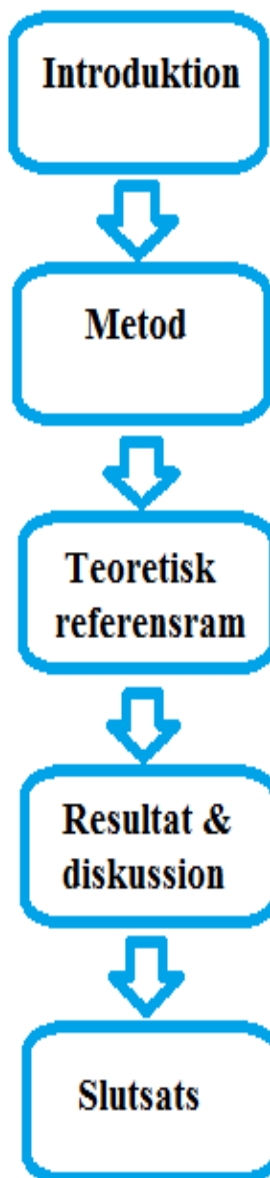 Introduktion
Metod
Teoretisk
referensram
Resultat &
diskussion
Slutsats